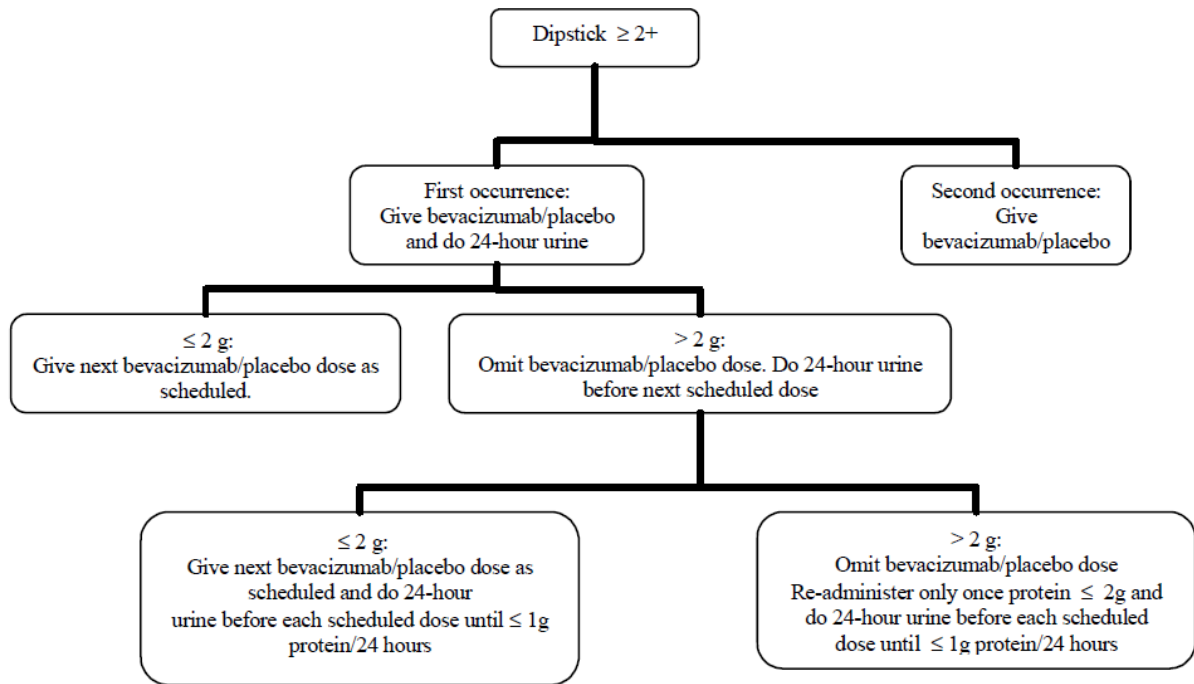 Dipstick ≥ 2+
First occurrence:
Give bevacizumab/placebo
and do 24-hour urine
Second occurrence:
Give
bevacizumab/placebo
≤ 2 g:
Give next bevacizumab/placebo dose as
scheduled.
> 2 g:
Omit bevacizumab/placebo dose. Do 24-hour urine
before next scheduled dose
≤ 2 g:
Give next bevacizumab/placebo dose as
scheduled and do 24-hour
urine before each scheduled dose until ≤ 1g
protein/24 hours
> 2 g:
Omit bevacizumab/placebo dose
Re-administer only once protein ≤ 2g and
do 24-hour urine before each scheduled
dose until ≤ 1g protein/24 hours